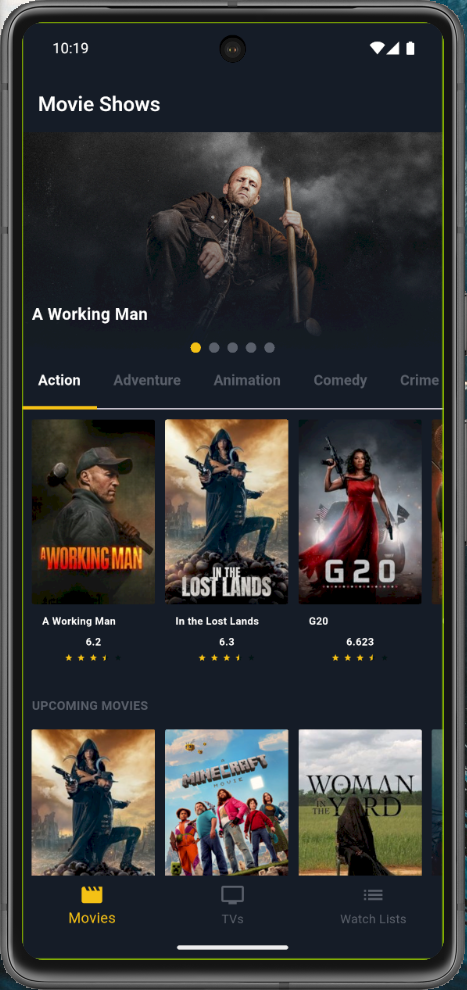 10:19
Movie Shows
A Working Man
Action Adventure Animation Comedy Crime
A WORKING MAN
IN THE
LOST LANDS
G20
A Working Man In the Lost Lands G20
6.2 6.3 6.623
UPCOMING MOVIES
A MINECRAFT
MOVIE
WOMAN
IN THE YARD
Movies TVs Watch Lists